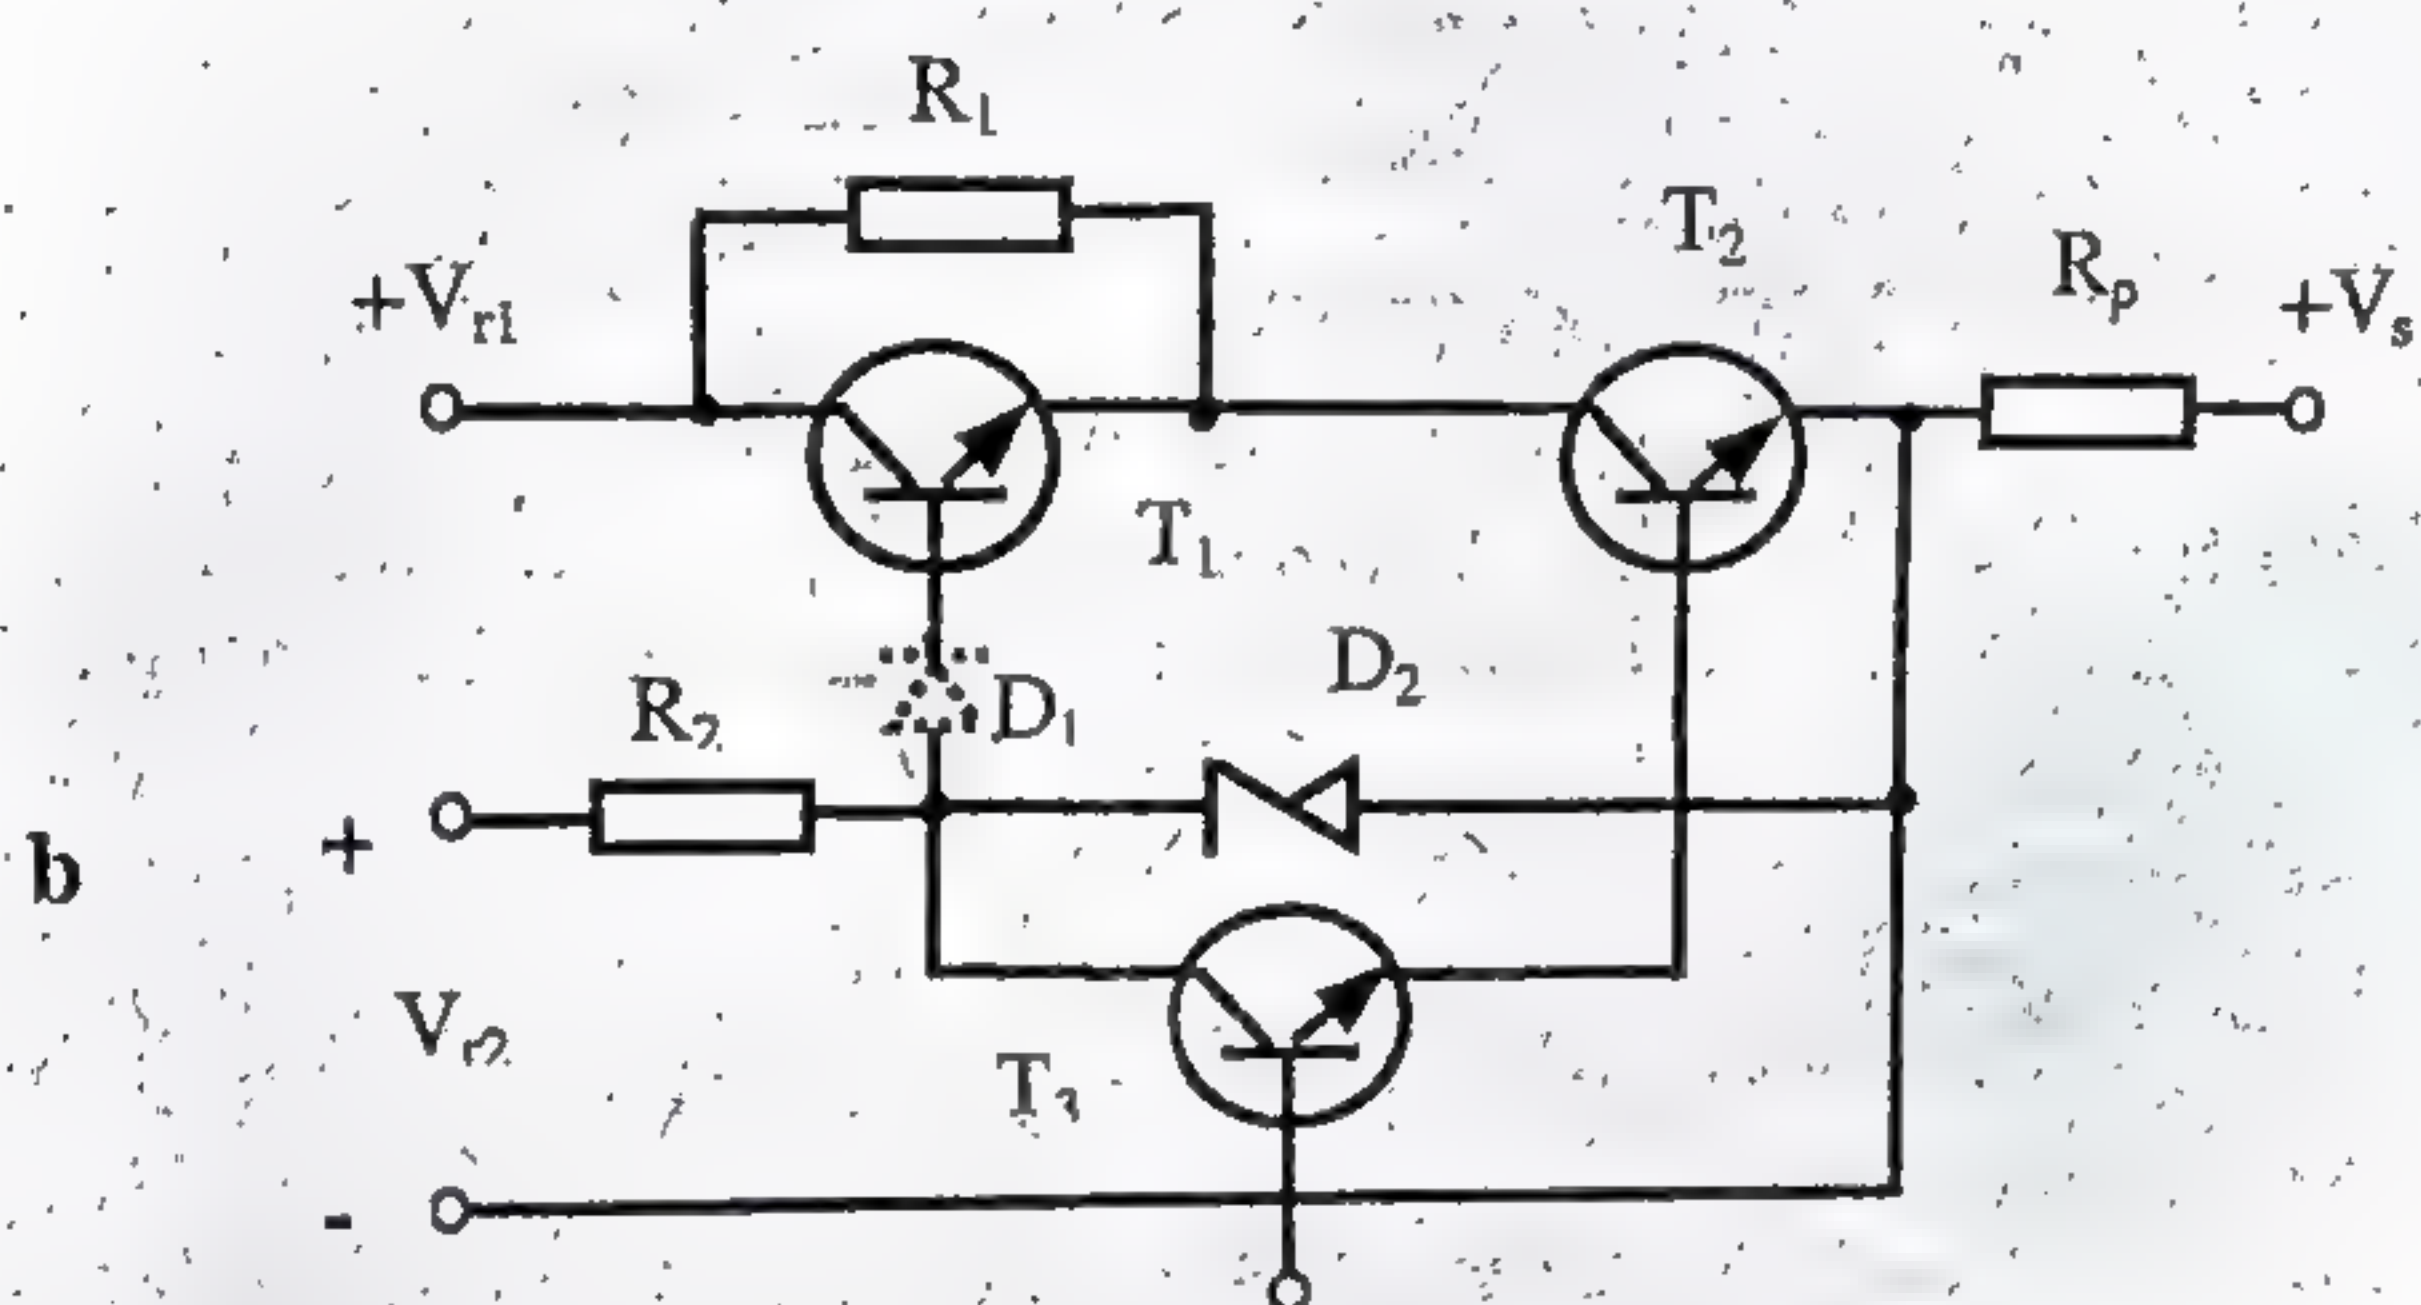 R₁
T₂
Rₚ
+Vᵣ₁
+Vₛ
T₁
D₂
R₂
D₁
+
b
Vᵣ₂
T₃
-